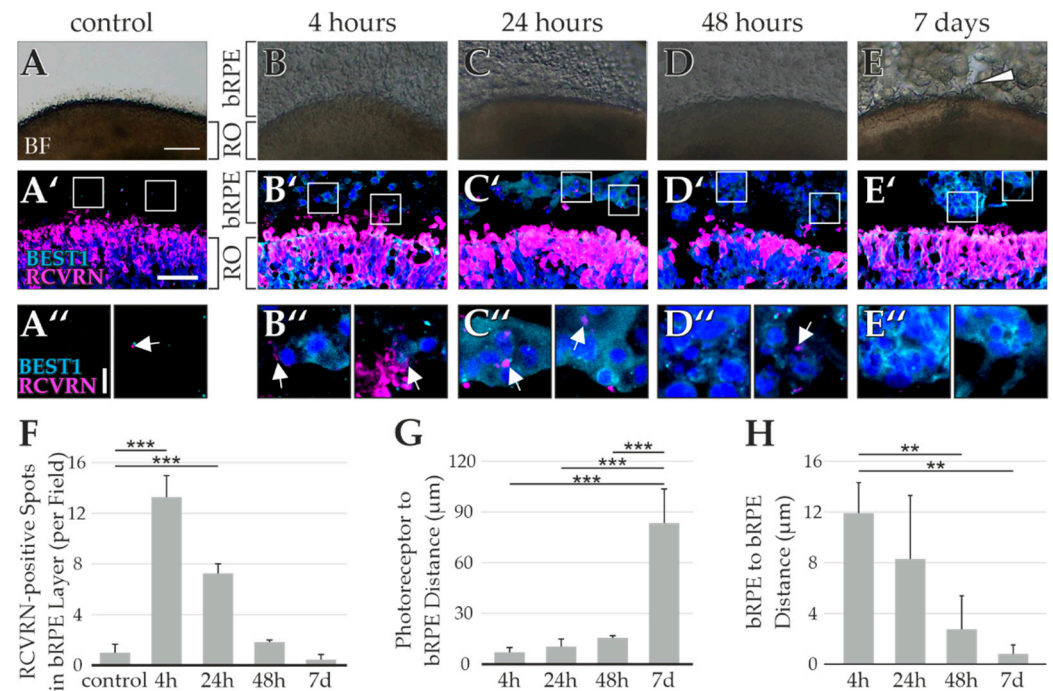 control 4 hours 24 hours 48 hours 7 days
A B C D E
BF
RO bRPE
A‘ B‘ C‘ D‘ E‘
BEST1
RCVRN
RO bRPE
A‘‘ B‘‘ C‘‘ D‘‘ E‘‘
BEST1
RCVRN
F
RCVRN-positive Spots
in bRPE Layer (per Field)
16
12
8
4
0
***
***
control 4h 24h 48h 7d
G
Photoreceptor to
bRPE Distance (µm)
120
90
60
30
0
***
***
***
4h 24h 48h 7d
H
bRPE to bRPE
Distance (µm)
16
12
8
4
0
**
**
4h 24h 48h 7d